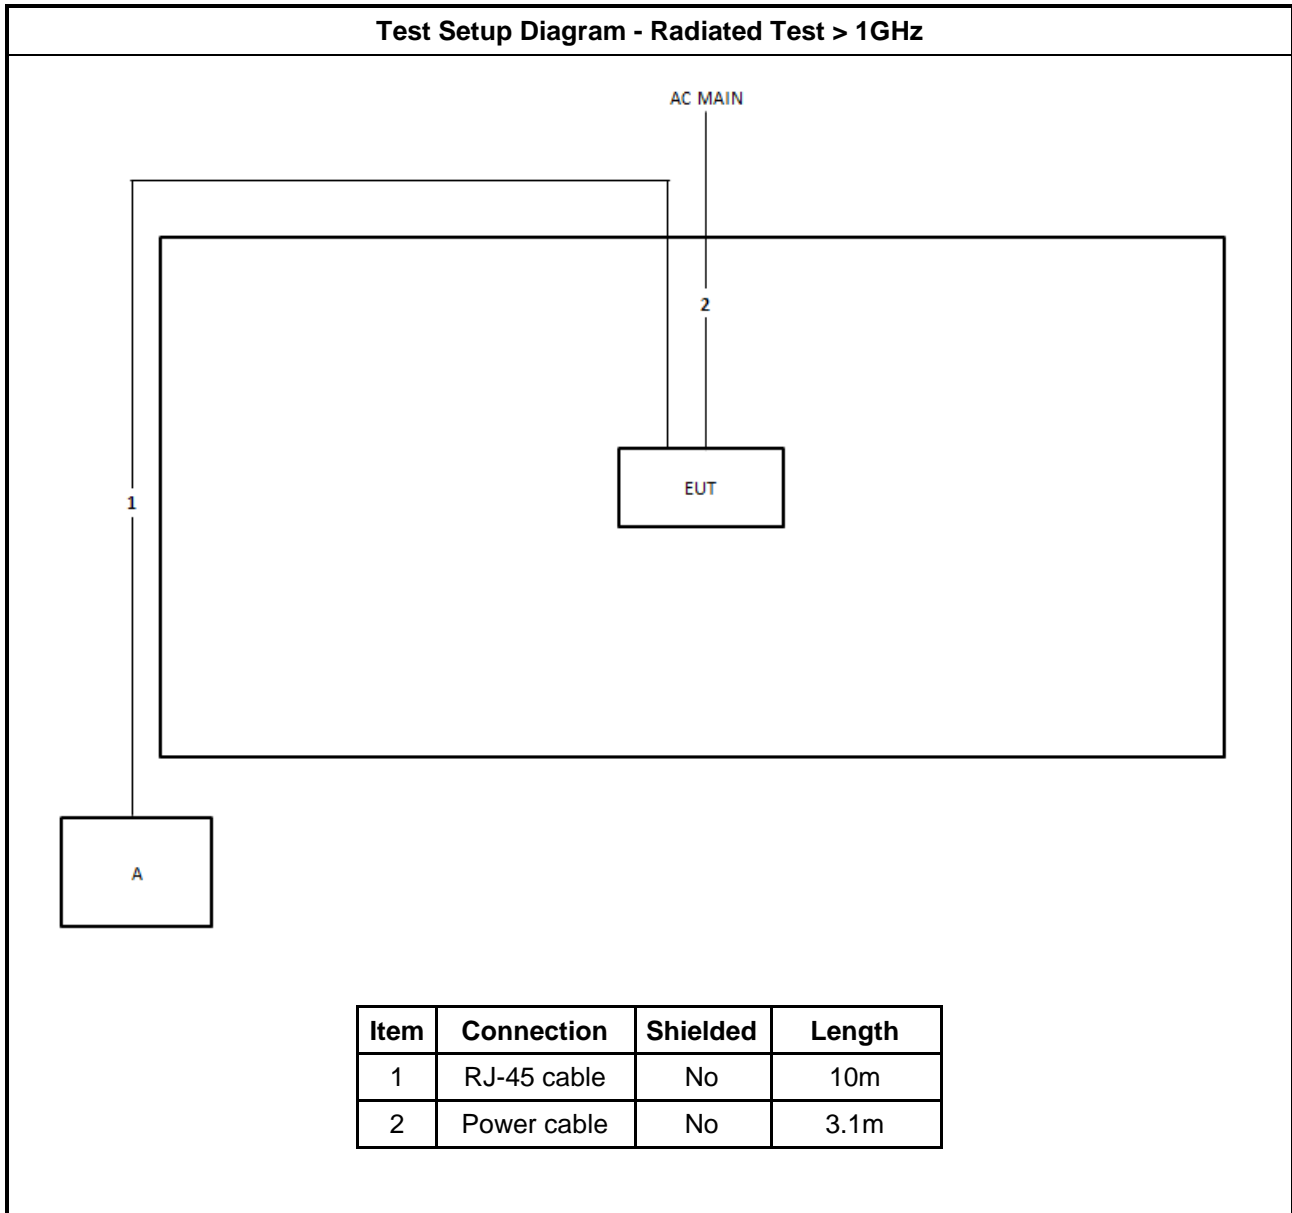 Test Setup Diagram - Radiated Test > 1GHz
AC MAIN
2
EUT
1
A
Item Connection Shielded Length
1 RJ-45 cable No 10m
2 Power cable No 3.1m